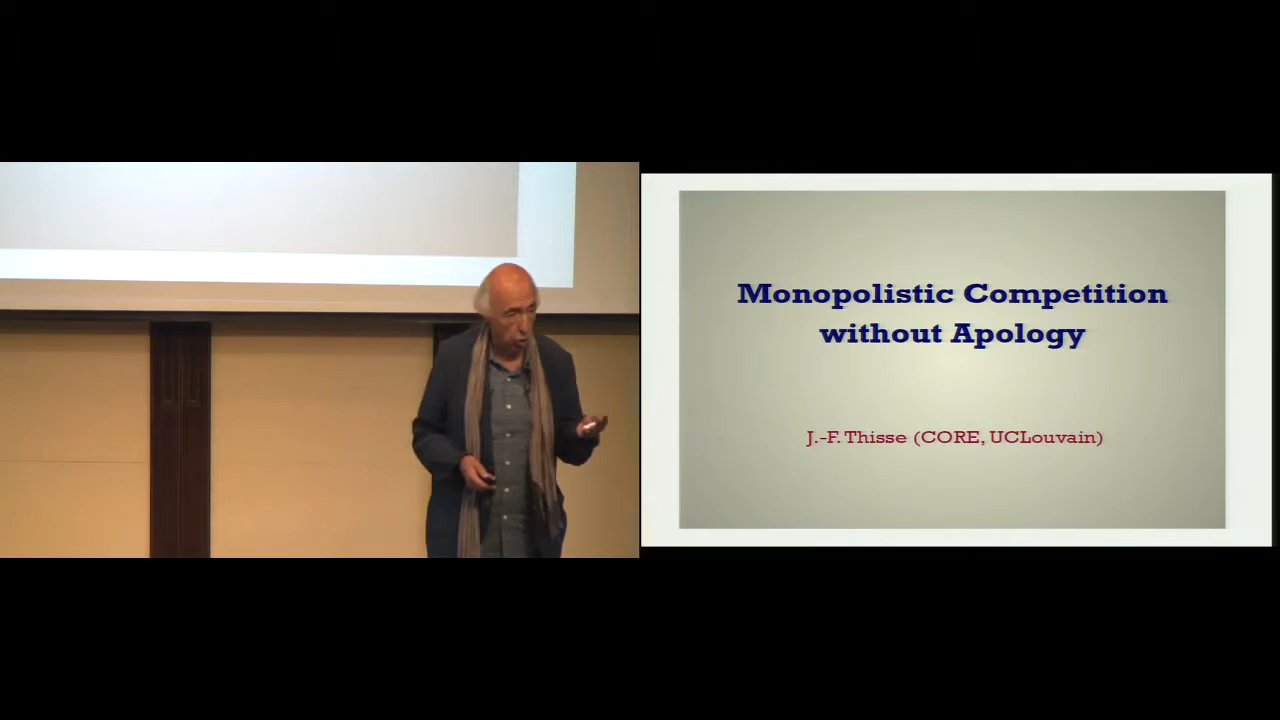 Monopolistic Competition
without Apology
J.-F. Thisse (CORE, UCLouvain)